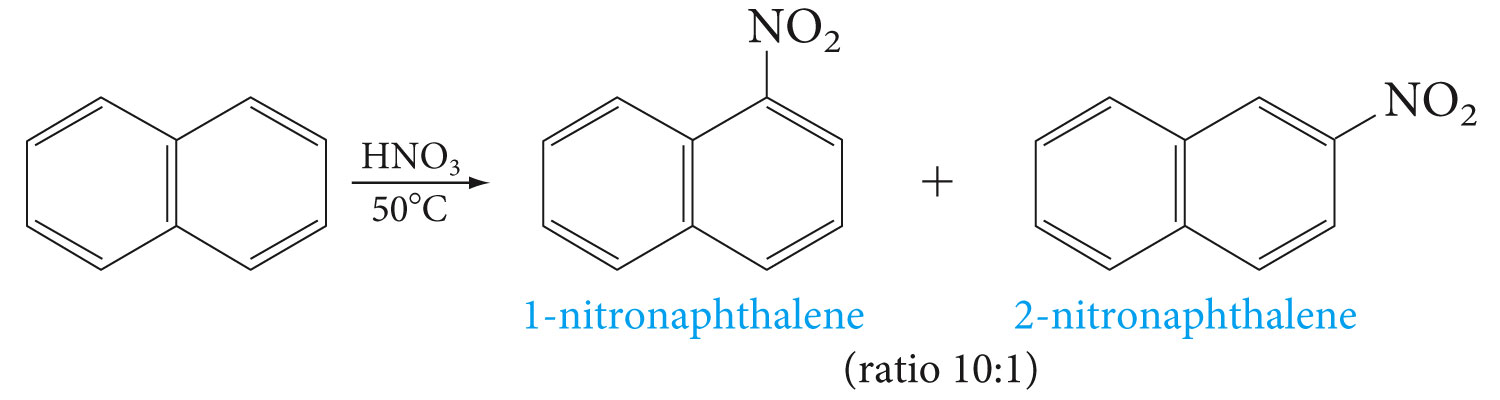 NO₂
NO₂
HNO₃
50°C
+
1-nitronaphthalene
2-nitronaphthalene
(ratio 10:1)